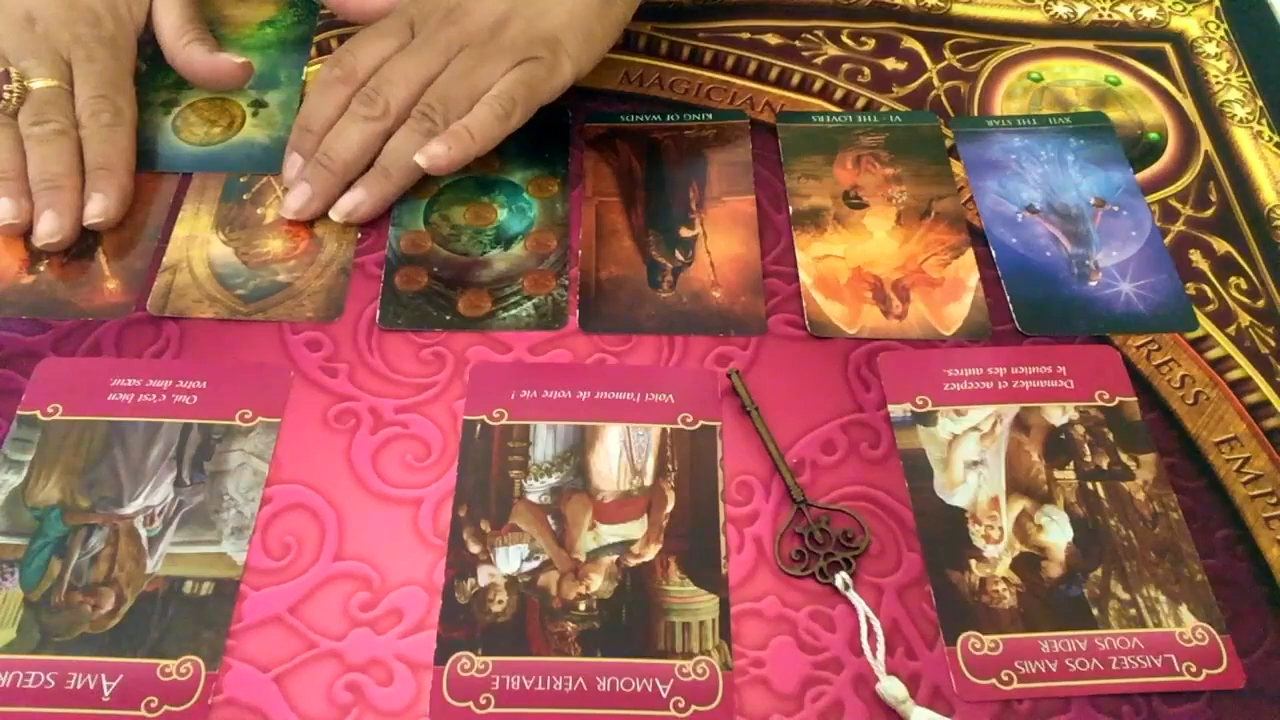 MAGICIAN
KING OF WANDS
VI - THE LOVERS
XVII - THE STAR
RESS
EMPE
Oui, c'est bien
votre âme sœur.
ÂME SŒUR
Voici l'amour de votre vie !
AMOUR VÉRITABLE
Demandez et acceptez
le soutien des autres.
LAISSEZ VOS AMIS
VOUS AIDER